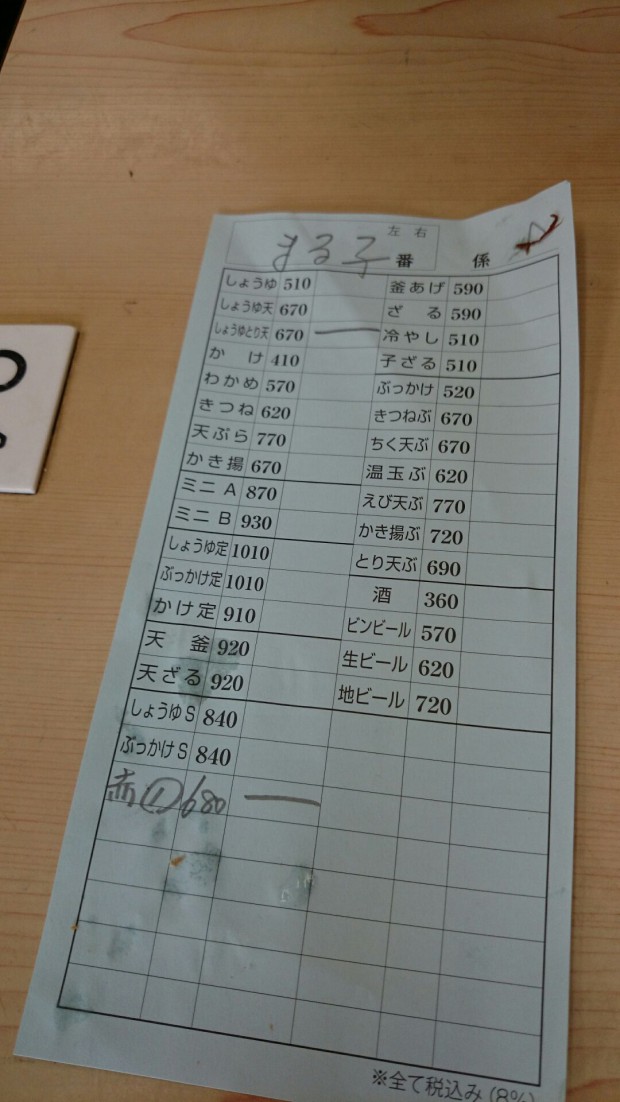 左 右
まる子 番 係
しょうゆ 510
しょうゆ天 670
しょうゆとり天 670 一
かけ 410
わかめ 570
きつね 620
天ぷら 770
かき揚 670
ミニA 870
ミニB 930
しょうゆ定 1010
ぶっかけ定 1010
かけ定 910
天釜 920
天ざる 920
しょうゆS 840
ぶっかけS 840
赤① 680 一
釜あげ 590
ざる 590
冷やし 510
子ざる 510
ぶっかけ 520
きつねぶ 670
ちく天ぶ 670
温玉ぶ 620
えび天ぶ 770
かき揚ぶ 720
とり天ぶ 690
酒 360
ビンビール 570
生ビール 620
地ビール 720
※全て税込み(8%)